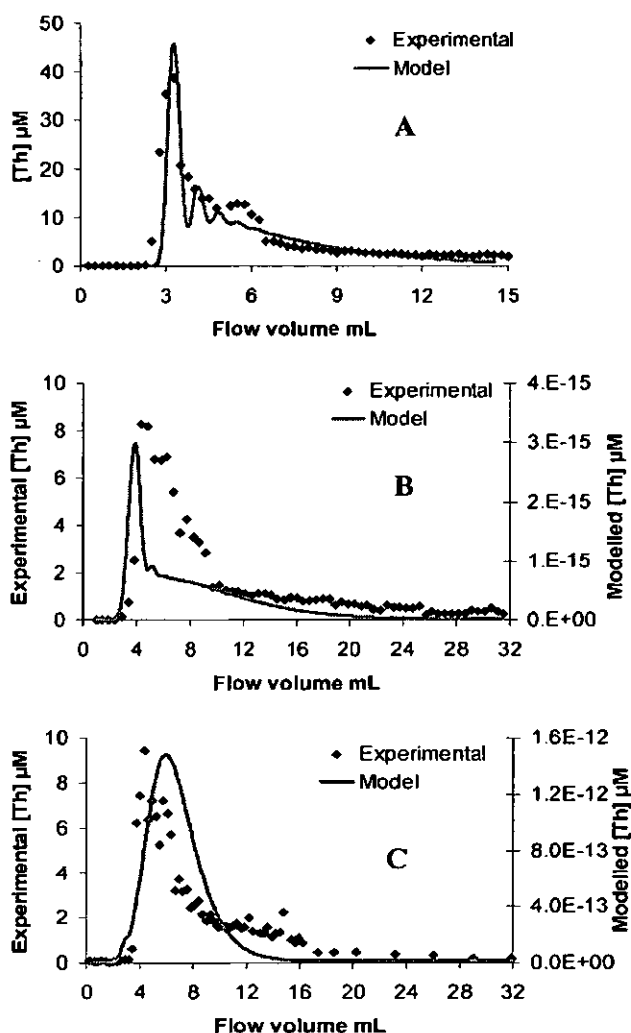 50
40
30
20
10
0
[Th] µM
Experimental
Model
A
0 3 6 9 12 15
Flow volume mL
10
8
6
4
2
0
Experimental [Th] µM
Experimental
Model
B
4.E-15
3.E-15
2.E-15
1.E-15
0.E+00
Modelled [Th] µM
0 4 8 12 16 20 24 28 32
Flow volume mL
10
8
6
4
2
0
Experimental [Th] µM
Experimental
Model
C
1.6E-12
1.2E-12
8.0E-13
4.0E-13
0.0E+00
Modelled [Th] µM
0 4 8 12 16 20 24 28 32
Flow volume mL